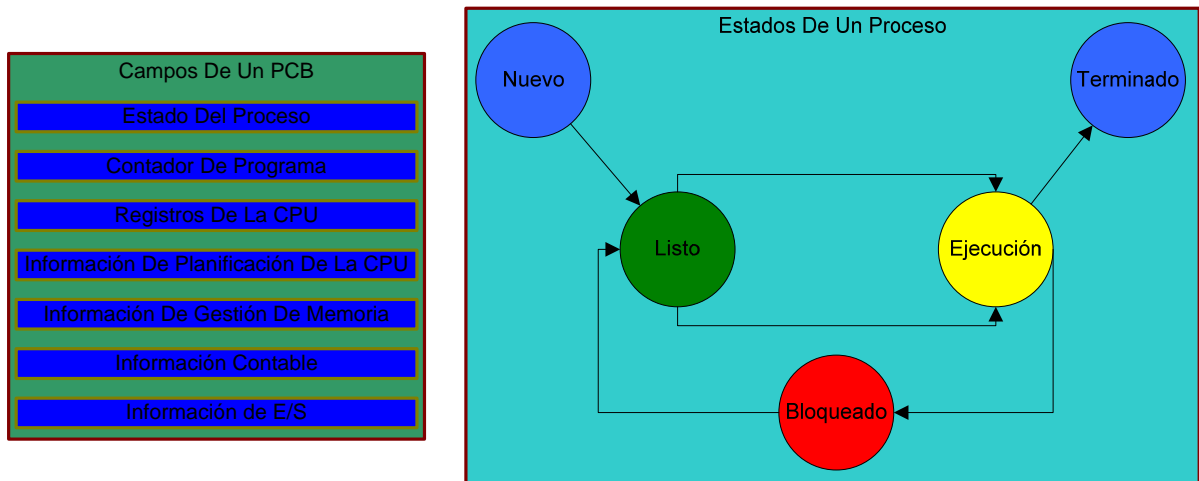 Campos De Un PCB
Estado Del Proceso
Contador De Programa
Registros De La CPU
Información De Planificación De La CPU
Información De Gestión De Memoria
Información Contable
Información de E/S
Estados De Un Proceso
Nuevo
Terminado
Listo
Ejecución
Bloqueado